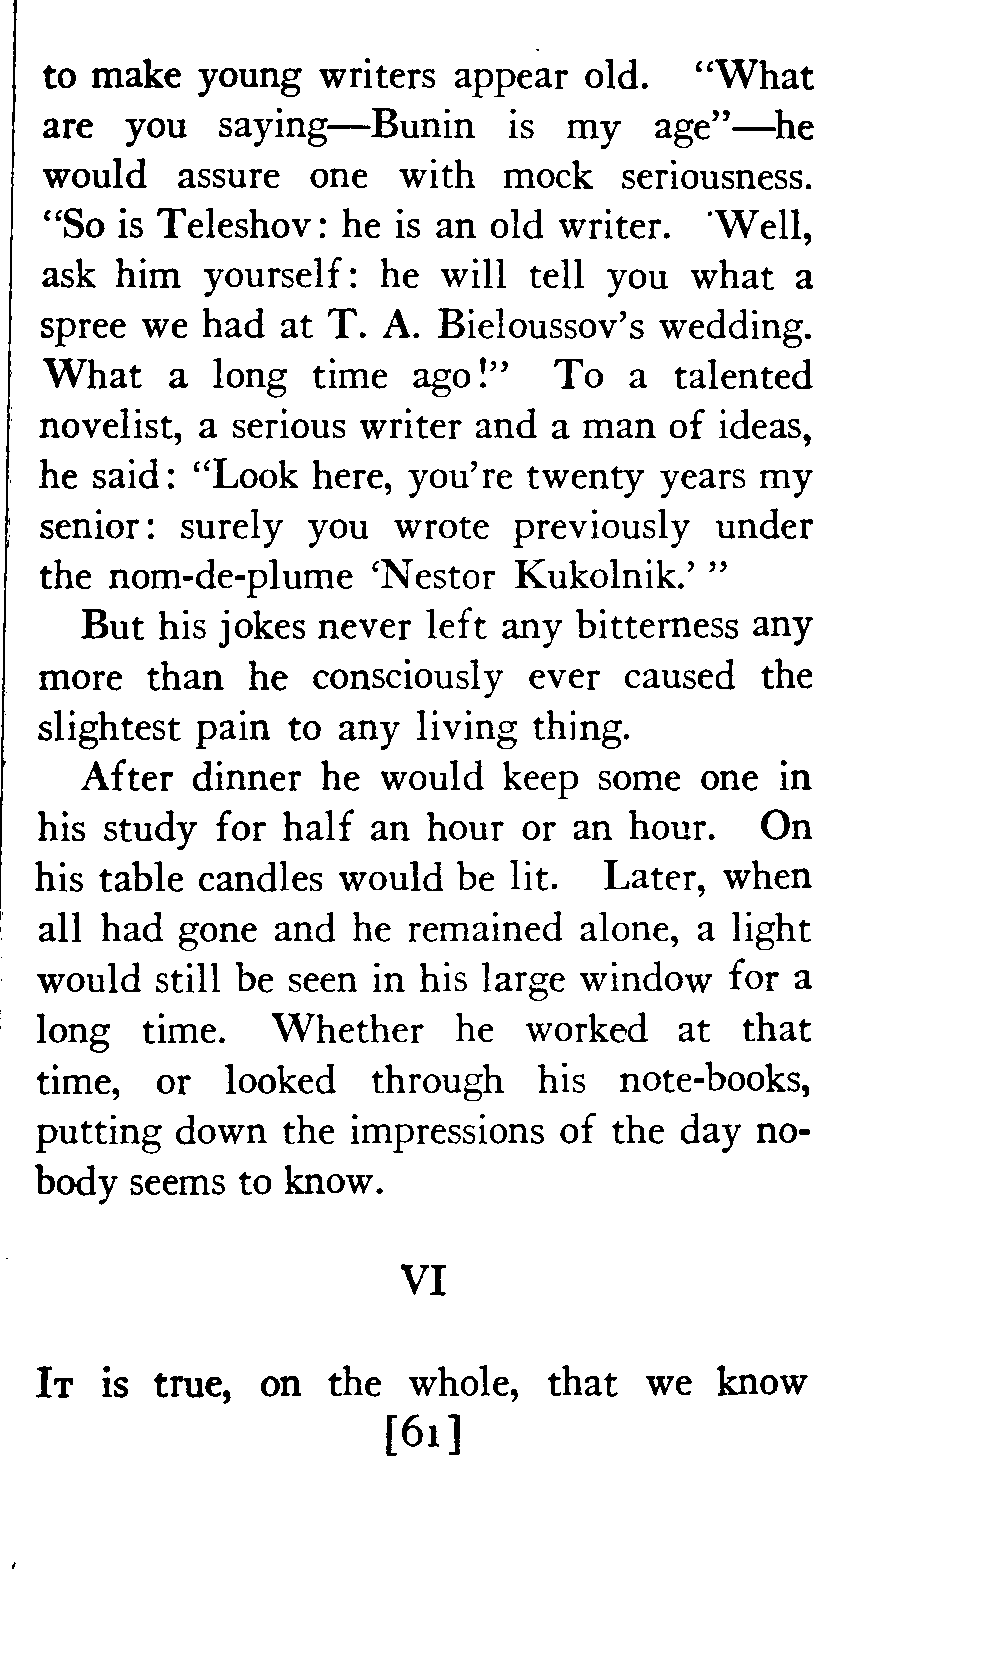 to make young writers appear old. "What
are you saying—Bunin is my age"—he
would assure one with mock seriousness.
"So is Teleshov: he is an old writer. Well,
ask him yourself: he will tell you what a
spree we had at T. A. Bieloussov's wedding.
What a long time ago!" To a talented
novelist, a serious writer and a man of ideas,
he said: "Look here, you're twenty years my
senior: surely you wrote previously under
the nom-de-plume 'Nestor Kukolnik.' "
But his jokes never left any bitterness any
more than he consciously ever caused the
slightest pain to any living thing.
After dinner he would keep some one in
his study for half an hour or an hour. On
his table candles would be lit. Later, when
all had gone and he remained alone, a light
would still be seen in his large window for a
long time. Whether he worked at that
time, or looked through his note-books,
putting down the impressions of the day no-
body seems to know.
VI
It is true, on the whole, that we know
[61]